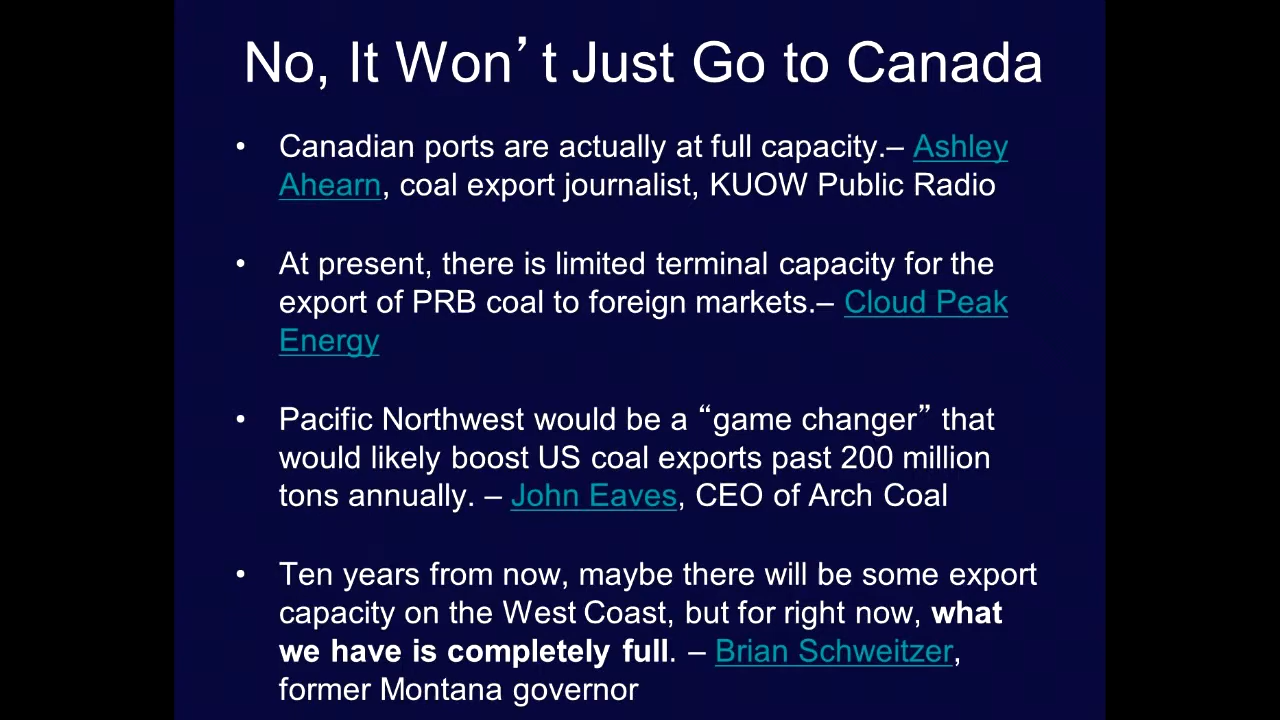 No, It Won’t Just Go to Canada
• Canadian ports are actually at full capacity.– Ashley
Ahearn, coal export journalist, KUOW Public Radio
• At present, there is limited terminal capacity for the
export of PRB coal to foreign markets.– Cloud Peak
Energy
• Pacific Northwest would be a “game changer” that
would likely boost US coal exports past 200 million
tons annually. – John Eaves, CEO of Arch Coal
• Ten years from now, maybe there will be some export
capacity on the West Coast, but for right now, what
we have is completely full. – Brian Schweitzer,
former Montana governor